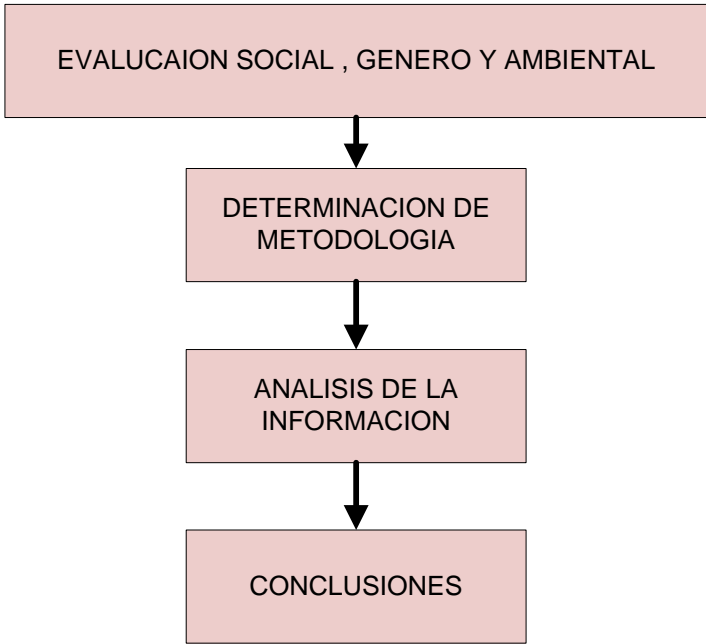 EVALUCAION SOCIAL , GENERO Y AMBIENTAL
DETERMINACION DE
METODOLOGIA
ANALISIS DE LA
INFORMACION
CONCLUSIONES